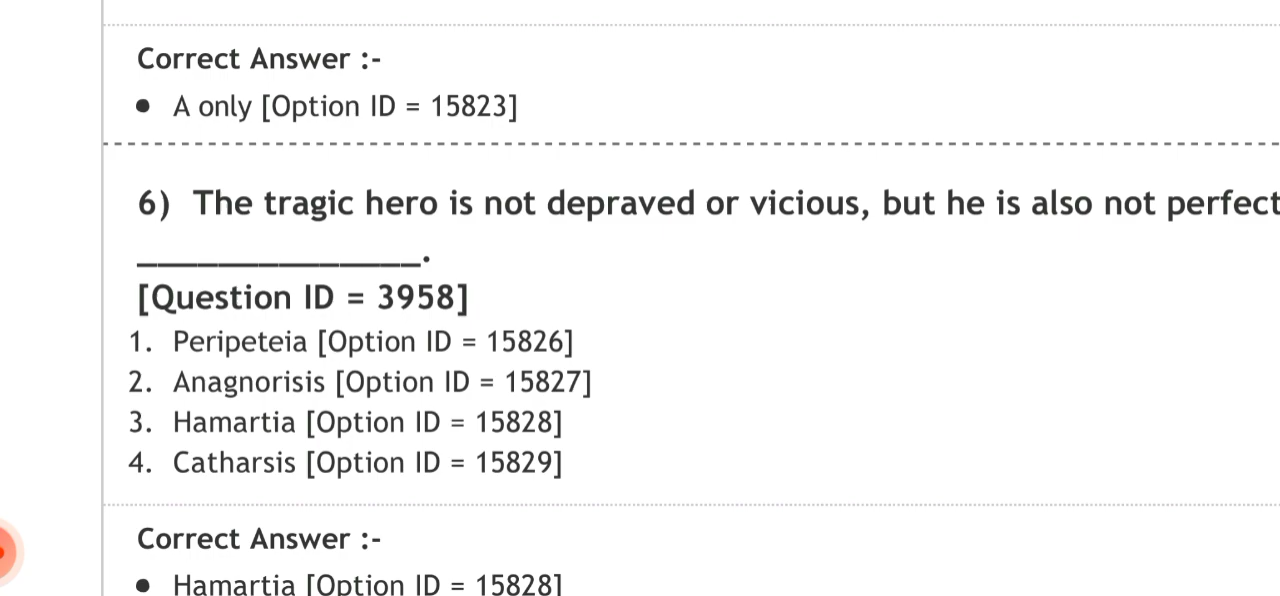 Correct Answer :-
● A only [Option ID = 15823]
6) The tragic hero is not depraved or vicious, but he is also not perfect
______________.
[Question ID = 3958]
1. Peripeteia [Option ID = 15826]
2. Anagnorisis [Option ID = 15827]
3. Hamartia [Option ID = 15828]
4. Catharsis [Option ID = 15829]
Correct Answer :-
● Hamartia [Option ID = 15828]